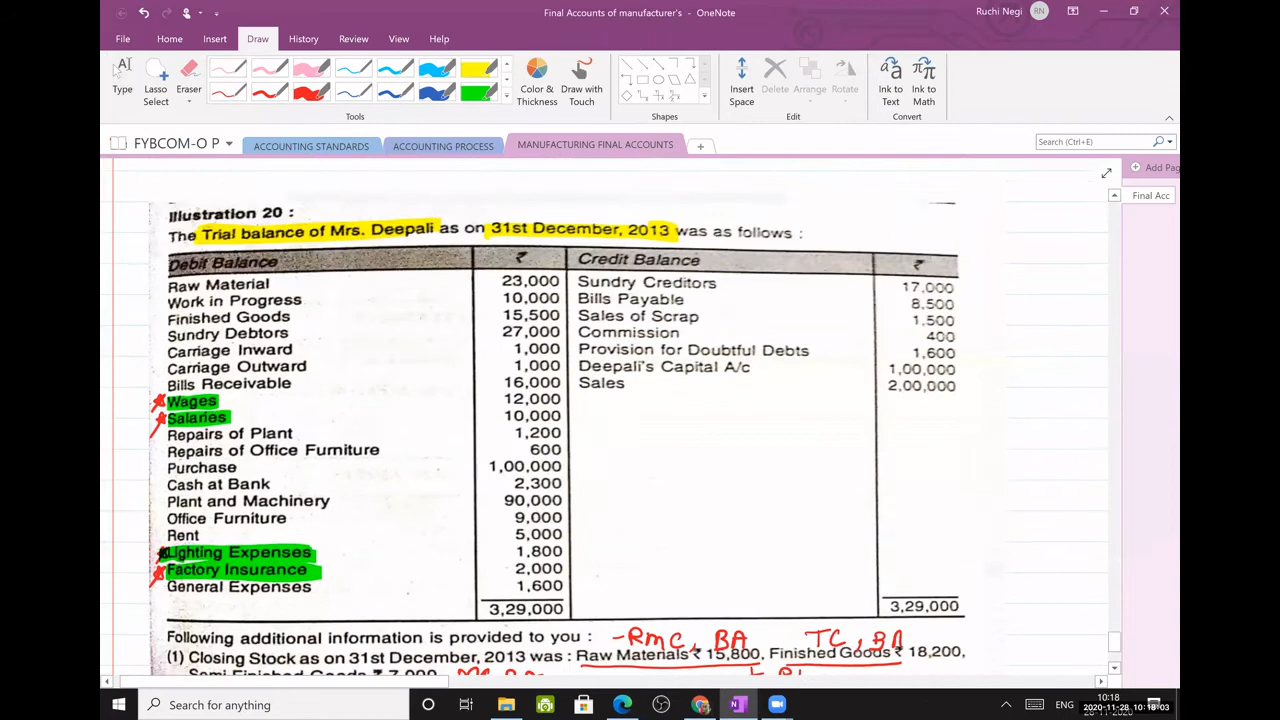 Final Accounts of manufacturer's - OneNote
Ruchi Negi RN
File Home Insert Draw History Review View Help
Type Lasso Select Eraser Color & Thickness Draw with Touch Insert Space Delete Arrange Rotate Ink to Text Ink to Math
Tools Shapes Edit Convert
FYBCOM-O P ACCOUNTING STANDARDS ACCOUNTING PROCESS MANUFACTURING FINAL ACCOUNTS Search (Ctrl+E)
Add Pag
Final Acc
Illustration 20 :
The Trial balance of Mrs. Deepali as on 31st December, 2013 was as follows :
Debit Balance ₹ Credit Balance ₹
Raw Material 23,000 Sundry Creditors 17,000
Work in Progress 10,000 Bills Payable 8,500
Finished Goods 15,500 Sales of Scrap 1.500
Sundry Debtors 27,000 Commission 400
Carriage Inward 1,000 Provision for Doubtful Debts 1,600
Carriage Outward 1,000 Deepali's Capital A/c 1,00,000
Bills Receivable 16,000 Sales 2,00,000
Wages 12,000
Salaries 10,000
Repairs of Plant 1,200
Repairs of Office Furniture 600
Purchase 1,00,000
Cash at Bank 2,300
Plant and Machinery 90,000
Office Furniture 9,000
Rent 5,000
Lighting Expenses 1,800
Factory Insurance 2,000
General Expenses 1,600
3,29,000 3,29,000
Following additional information is provided to you : -RMC, BA TC, BA
(1) Closing Stock as on 31st December, 2013 was : Raw Materials ₹ 15,800, Finished Goods ₹ 18,200,
Type here to search
ENG 10:18
2020-11-28 10:18:03